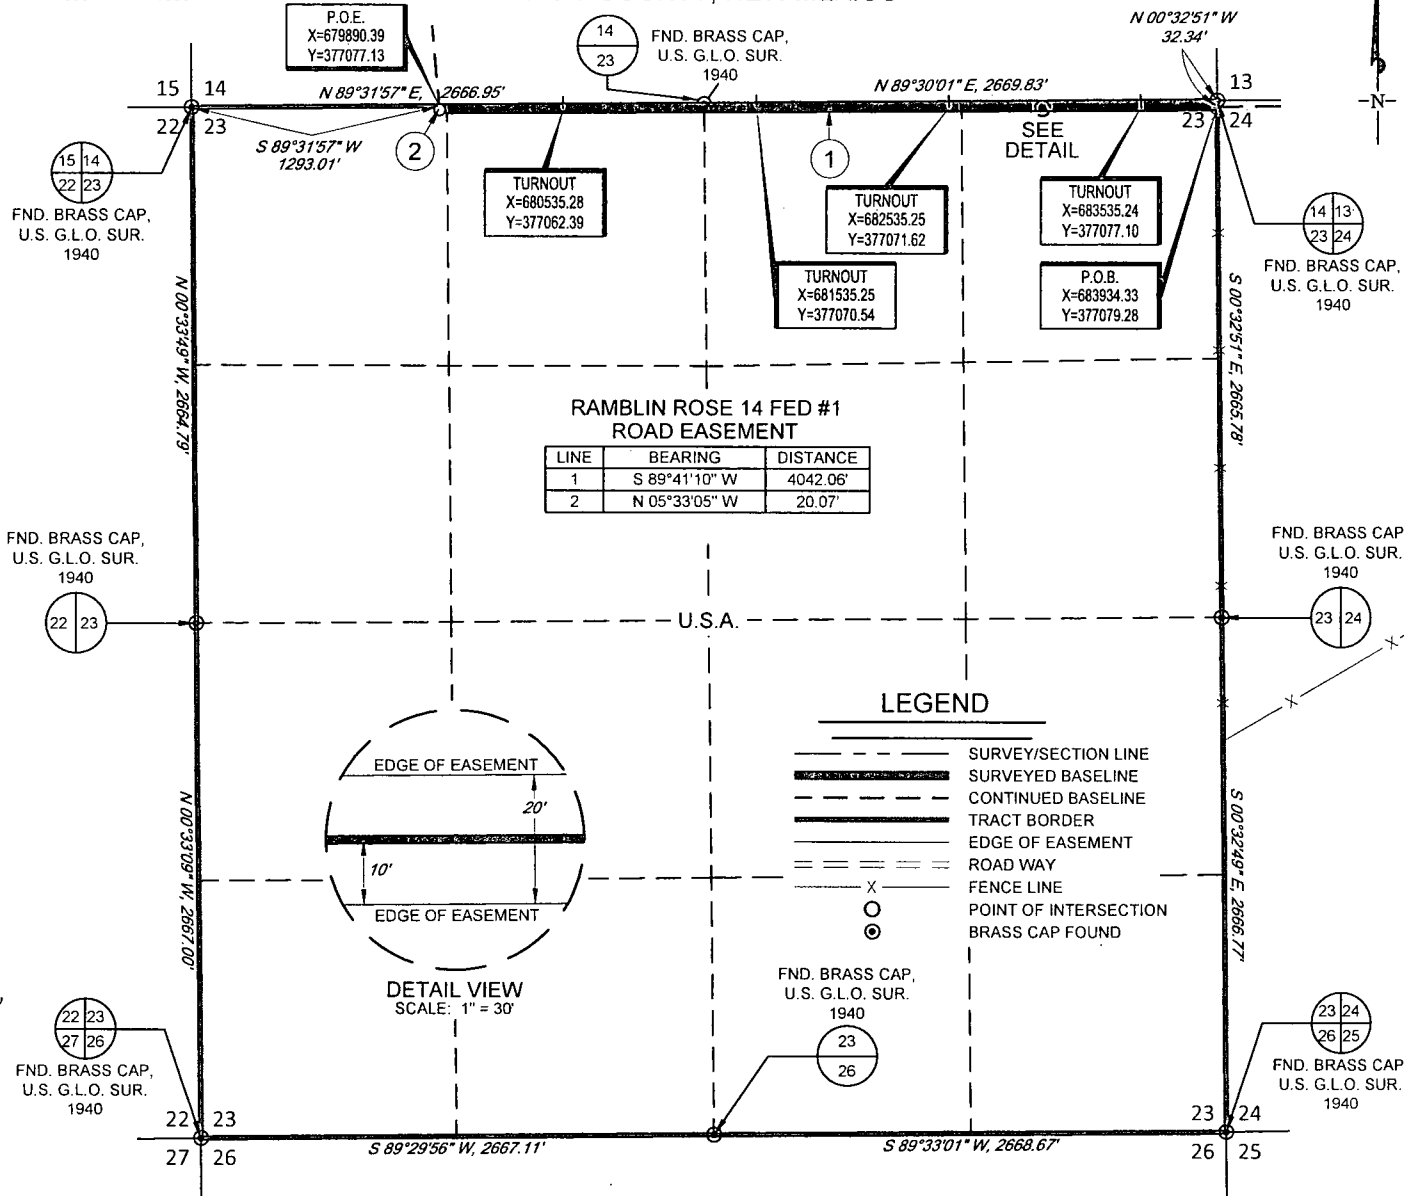 P.O.E.
X=679890.39
Y=377077.13
14
23
FND. BRASS CAP,
U.S. G.L.O. SUR.
1940
N 00°32'51" W
32.34'
15 14
22 23
N 89°31'57" E, 2666.95'
N 89°30'01" E, 2669.83'
13
23 24
-N-
S 89°31'57" W
1293.01'
2
1
SEE
DETAIL
15 14
22 23
FND. BRASS CAP,
U.S. G.L.O. SUR.
1940
TURNOUT
X=680535.28
Y=377062.39
TURNOUT
X=682535.25
Y=377071.62
TURNOUT
X=683535.24
Y=377077.10
TURNOUT
X=681535.25
Y=377070.54
P.O.B.
X=683934.33
Y=377079.28
14 13
23 24
FND. BRASS CAP,
U.S. G.L.O. SUR.
1940
N 00°33'49" W, 2664.79'
S 00°32'51" E, 2665.78'
RAMBLIN ROSE 14 FED #1
ROAD EASEMENT
LINE BEARING DISTANCE
1 S 89°41'10" W 4042.06'
2 N 05°33'05" W 20.07'
FND. BRASS CAP,
U.S. G.L.O. SUR.
1940
22 23
FND. BRASS CAP
U.S. G.L.O. SUR.
1940
23 24
U.S.A.
LEGEND
SURVEY/SECTION LINE
SURVEYED BASELINE
CONTINUED BASELINE
TRACT BORDER
EDGE OF EASEMENT
ROAD WAY
X FENCE LINE
POINT OF INTERSECTION
BRASS CAP FOUND
EDGE OF EASEMENT
20'
10'
EDGE OF EASEMENT
DETAIL VIEW
SCALE: 1" = 30'
N 00°33'09" W, 2667.00'
S 00°32'49" E, 2666.77'
22 23
27 26
FND. BRASS CAP,
U.S. G.L.O. SUR.
1940
FND. BRASS CAP,
U.S. G.L.O. SUR.
1940
23
26
23 24
26 25
FND. BRASS CAP
U.S. G.L.O. SUR.
1940
22 23
27 26
S 89°29'56" W, 2667.11'
S 89°33'01" W, 2668.67'
23 24
26 25